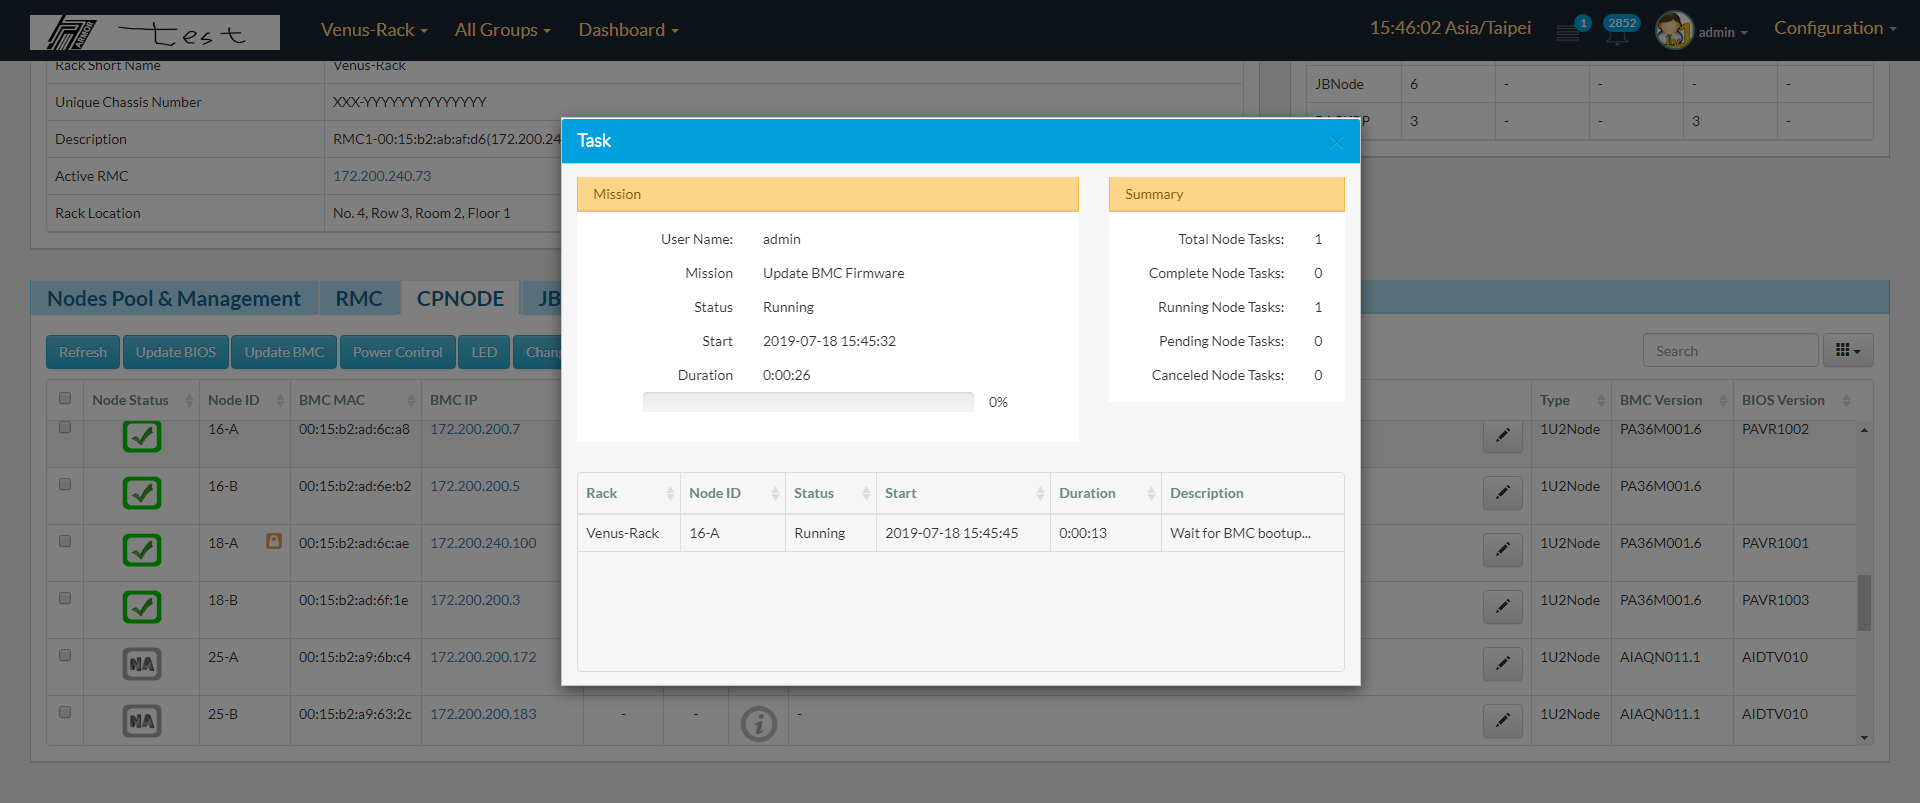 ARMOR test Venus-Rack All Groups Dashboard 15:46:02 Asia/Taipei 1 2852 admin Configuration
Rack Short Name Venus-Rack
Unique Chassis Number XXX-YYYYYYYYYYYYYY
Description RMC1-00:15:b2:ab:af:d6(172.200.24
Active RMC 172.200.240.73
Rack Location No. 4, Row 3, Room 2, Floor 1
JBNode 6 - - - -
3 - - 3 -
Task
Mission
User Name: admin
Mission Update BMC Firmware
Status Running
Start 2019-07-18 15:45:32
Duration 0:00:26
0%
Summary
Total Node Tasks: 1
Complete Node Tasks: 0
Running Node Tasks: 1
Pending Node Tasks: 0
Canceled Node Tasks: 0
Rack Node ID Status Start Duration Description
Venus-Rack 16-A Running 2019-07-18 15:45:45 0:00:13 Wait for BMC bootup...
Nodes Pool & Management RMC CPNODE JB
Refresh Update BIOS Update BMC Power Control LED Chang
Search
Node Status Node ID BMC MAC BMC IP Type BMC Version BIOS Version
16-A 00:15:b2:ad:6c:a8 172.200.200.7 1U2Node PA36M001.6 PAVR1002
16-B 00:15:b2:ad:6e:b2 172.200.200.5 1U2Node PA36M001.6
18-A 00:15:b2:ad:6c:ae 172.200.240.100 1U2Node PA36M001.6 PAVR1001
18-B 00:15:b2:ad:6f:1e 172.200.200.3 1U2Node PA36M001.6 PAVR1003
NA 25-A 00:15:b2:a9:6b:c4 172.200.200.172 1U2Node AIAQN011.1 AIDTV010
NA 25-B 00:15:b2:a9:63:2c 172.200.200.183 - - i - 1U2Node AIAQN011.1 AIDTV010